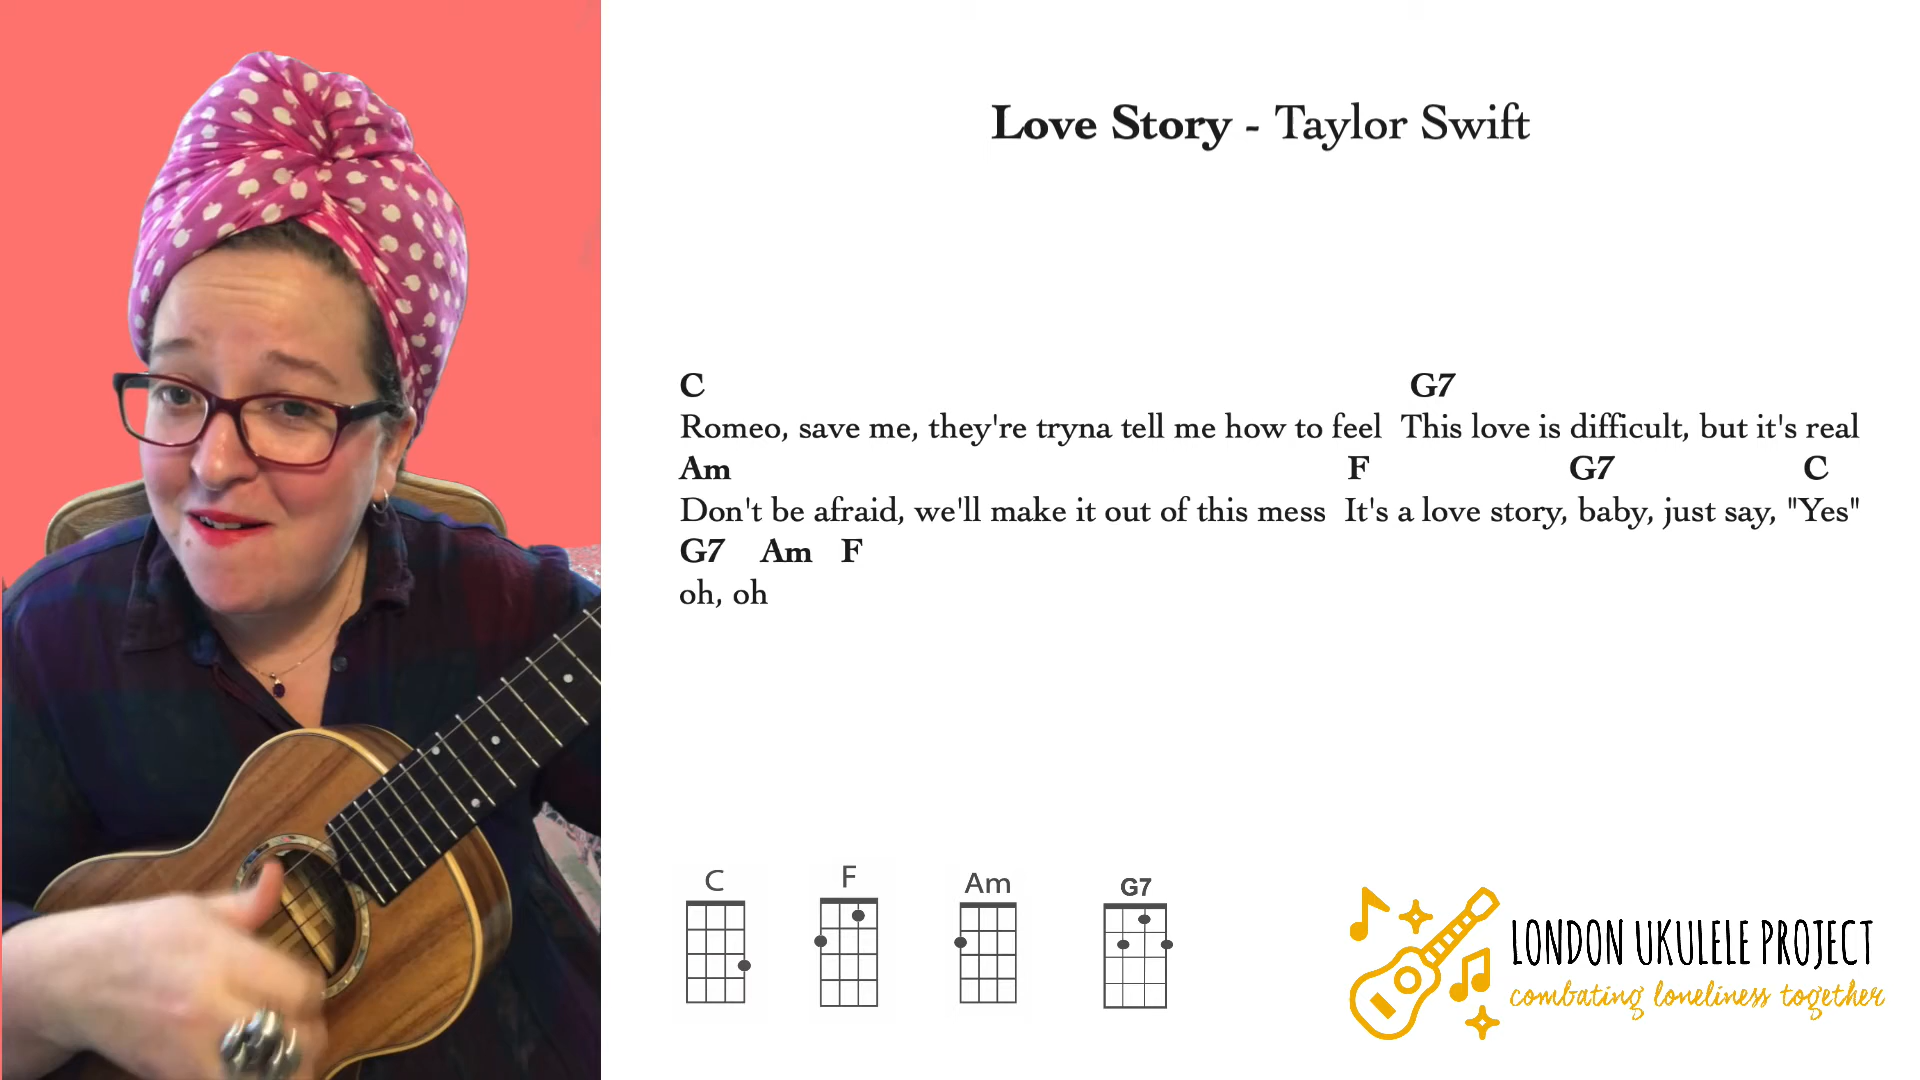 Love Story - Taylor Swift
C G7
Romeo, save me, they're tryna tell me how to feel This love is difficult, but it's real
Am F G7 C
Don't be afraid, we'll make it out of this mess It's a love story, baby, just say, "Yes"
G7 Am F
oh, oh
C F Am G7
LONDON UKULELE PROJECT
combating loneliness together